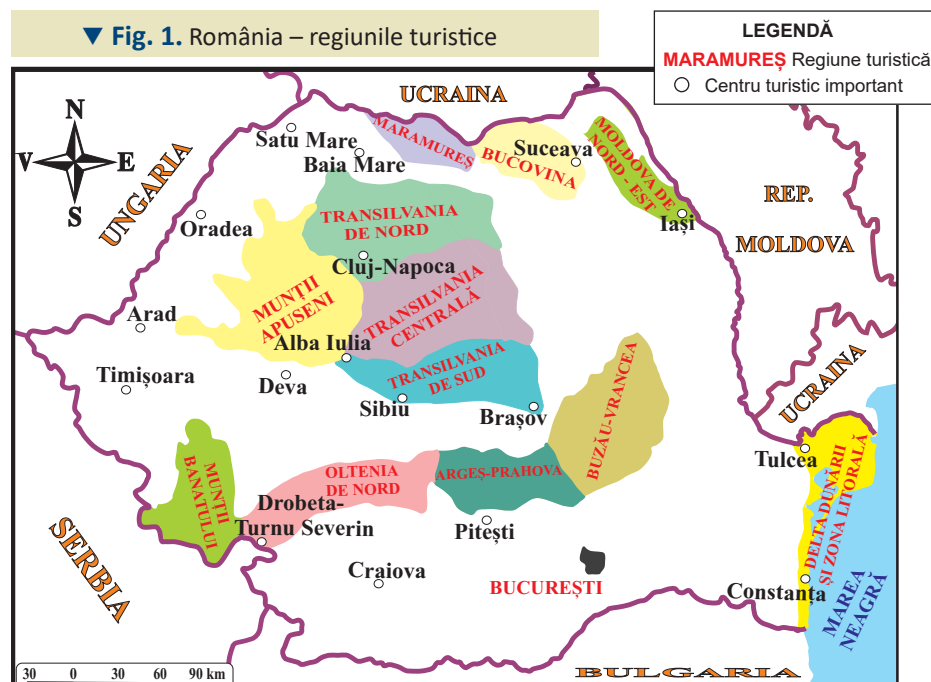 ▼ Fig. 1. România – regiunile turistice
LEGENDĂ
MARAMUREȘ Regiune turistică
Centru turistic important
N
V
E
S
UCRAINA
UNGARIA
REP.
MOLDOVA
UCRAINA
SERBIA
BULGARIA
MAREA
NEAGRĂ
Satu Mare
Baia Mare
MARAMUREȘ
BUCOVINA
Suceava
MOLDOVA DE
NORD - EST
Iași
Oradea
TRANSILVANIA
DE NORD
Cluj-Napoca
MUNȚII
APUSENI
TRANSILVANIA
CENTRALĂ
Arad
Alba Iulia
Timișoara
Deva
TRANSILVANIA
DE SUD
Sibiu
Brașov
BUZĂU-VRANCEA
MUNȚII
BANATULUI
OLTENIA
DE NORD
ARGEȘ-PRAHOVA
Drobeta-
Turnu Severin
Pitești
Craiova
BUCUREȘTI
Tulcea
DELTA DUNĂRII
ȘI ZONA LITORALĂ
Constanța
30 0 30 60 90 km